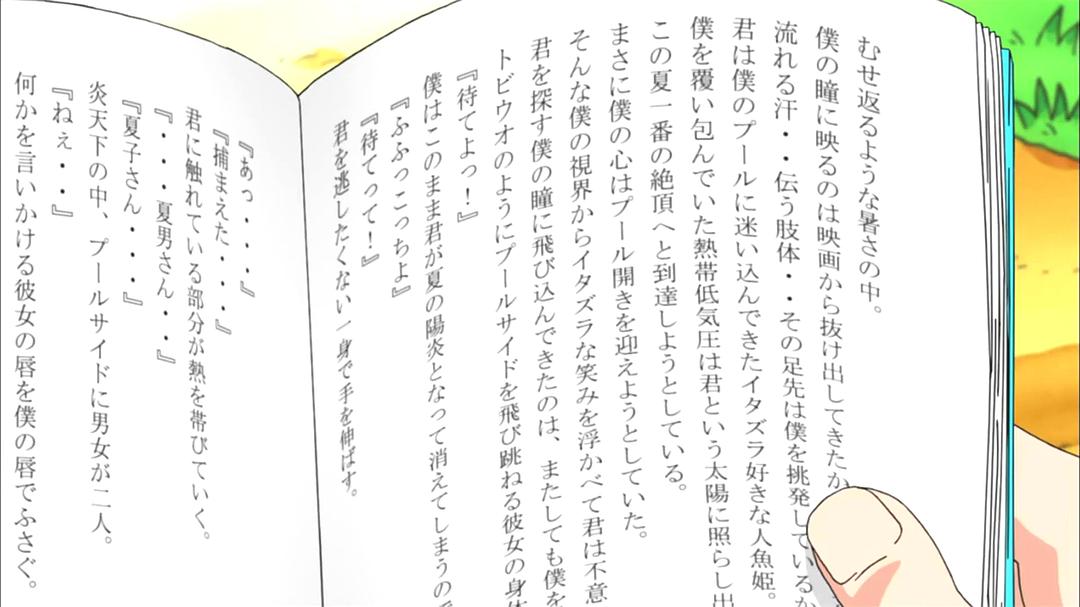 むせ返るような暑さの中。
僕の瞳に映るのは映画から抜け出してきたか
流れる汗・・伝う肢体・・その足先は僕を挑発しているか
君は僕のプールに迷い込んできたイタズラ好きな人魚姫。
僕を覆い包んでいた熱帯低気圧は君という太陽に照らし出
この夏一番の絶頂へと到達しようとしている。
まさに僕の心はプール開きを迎えようとしていた。
そんな僕の視界からイタズラな笑みを浮かべて君は不意
君を探す僕の瞳に飛び込んできたのは、またしても僕を
トビウオのようにプールサイドを飛び跳ねる彼女の身体
『待てよっ！』
『ふふっこっちよ』
僕はこのまま君が夏の陽炎となって消えてしまうので
『待てって！』
君を逃したくない一身で手を伸ばす。
『あっ・・・』
『捕まえた・・・』
君に触れている部分が熱を帯びていく。
『・・・夏男さん・・』
『夏子さん・・・』
炎天下の中、プールサイドに男女が二人。
『ねぇ・・』
何かを言いかける彼女の唇を僕の唇でふさぐ。